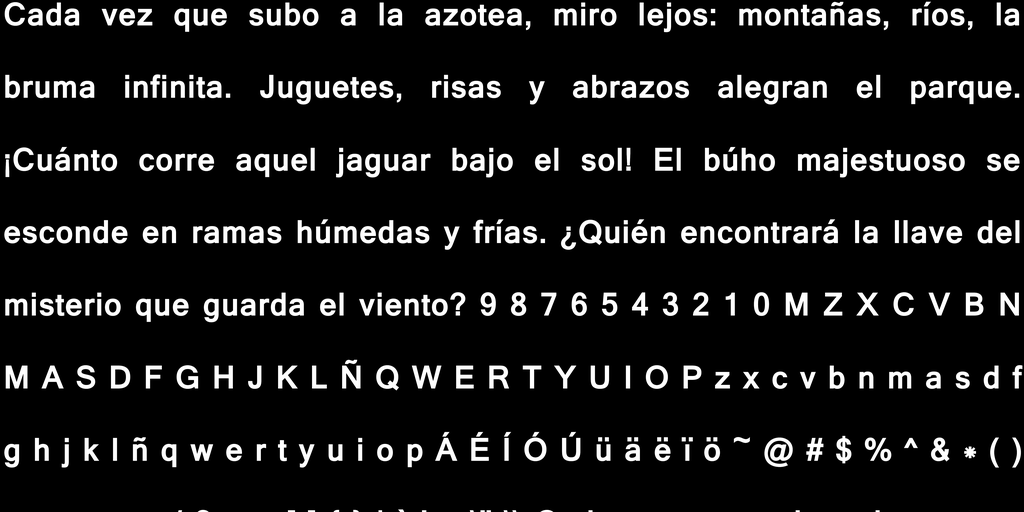 Cada vez que subo a la azotea, miro lejos: montañas, ríos, la
bruma infinita. Juguetes, risas y abrazos alegran el parque.
¡Cuánto corre aquel jaguar bajo el sol! El búho majestuoso se
esconde en ramas húmedas y frías. ¿Quién encontrará la llave del
misterio que guarda el viento? 9 8 7 6 5 4 3 2 1 0 M Z X C V B N
M A S D F G H J K L Ñ Q W E R T Y U I O P z x c v b n m a s d f
g h j k l ñ q w e r t y u i o p Á É Í Ó Ú ü ä ë ï ö ~ @ # $ % ^ & * ( )